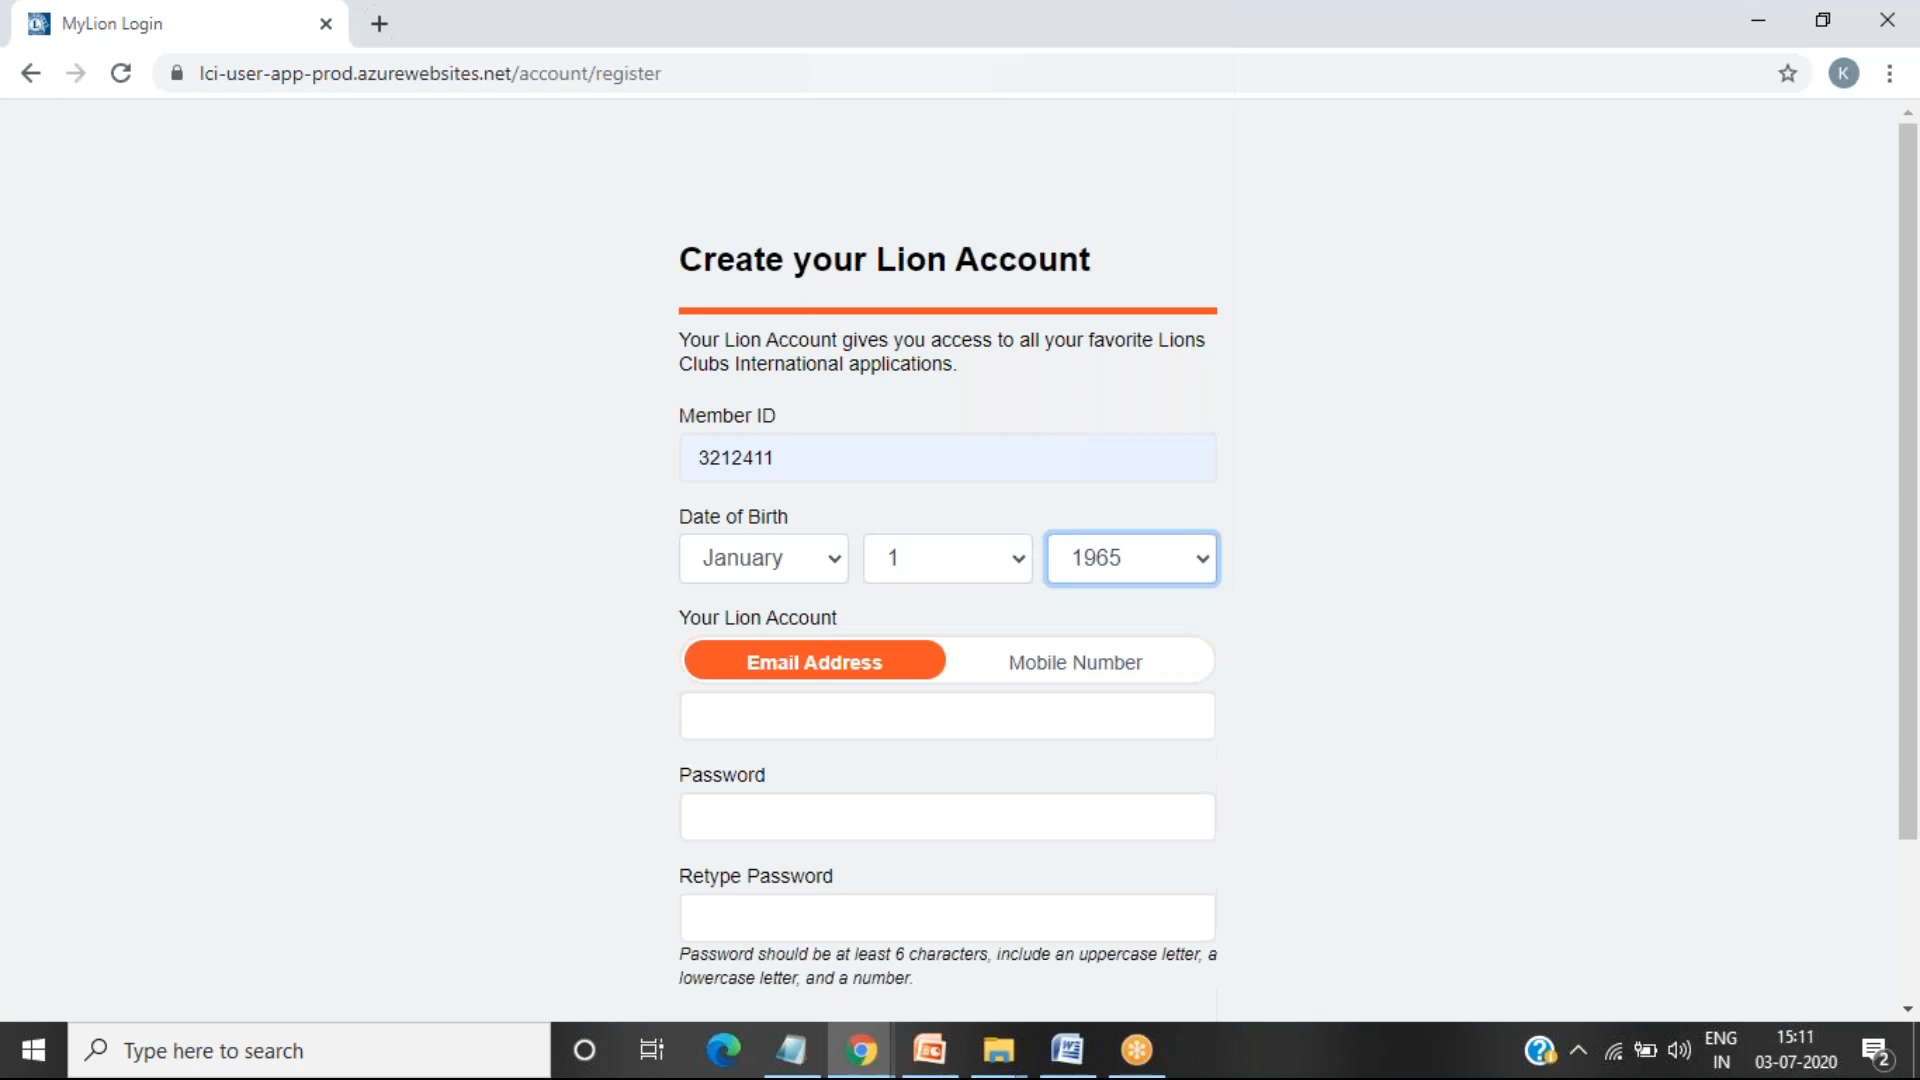 MyLion Login
lci-user-app-prod.azurewebsites.net/account/register
K
Create your Lion Account
Your Lion Account gives you access to all your favorite Lions
Clubs International applications.
Member ID
3212411
Date of Birth
January 1 1965
Your Lion Account
Email Address Mobile Number
Password
Retype Password
Password should be at least 6 characters, include an uppercase letter, a
lowercase letter, and a number.
Type here to search
ENG
IN
15:11
03-07-2020
2